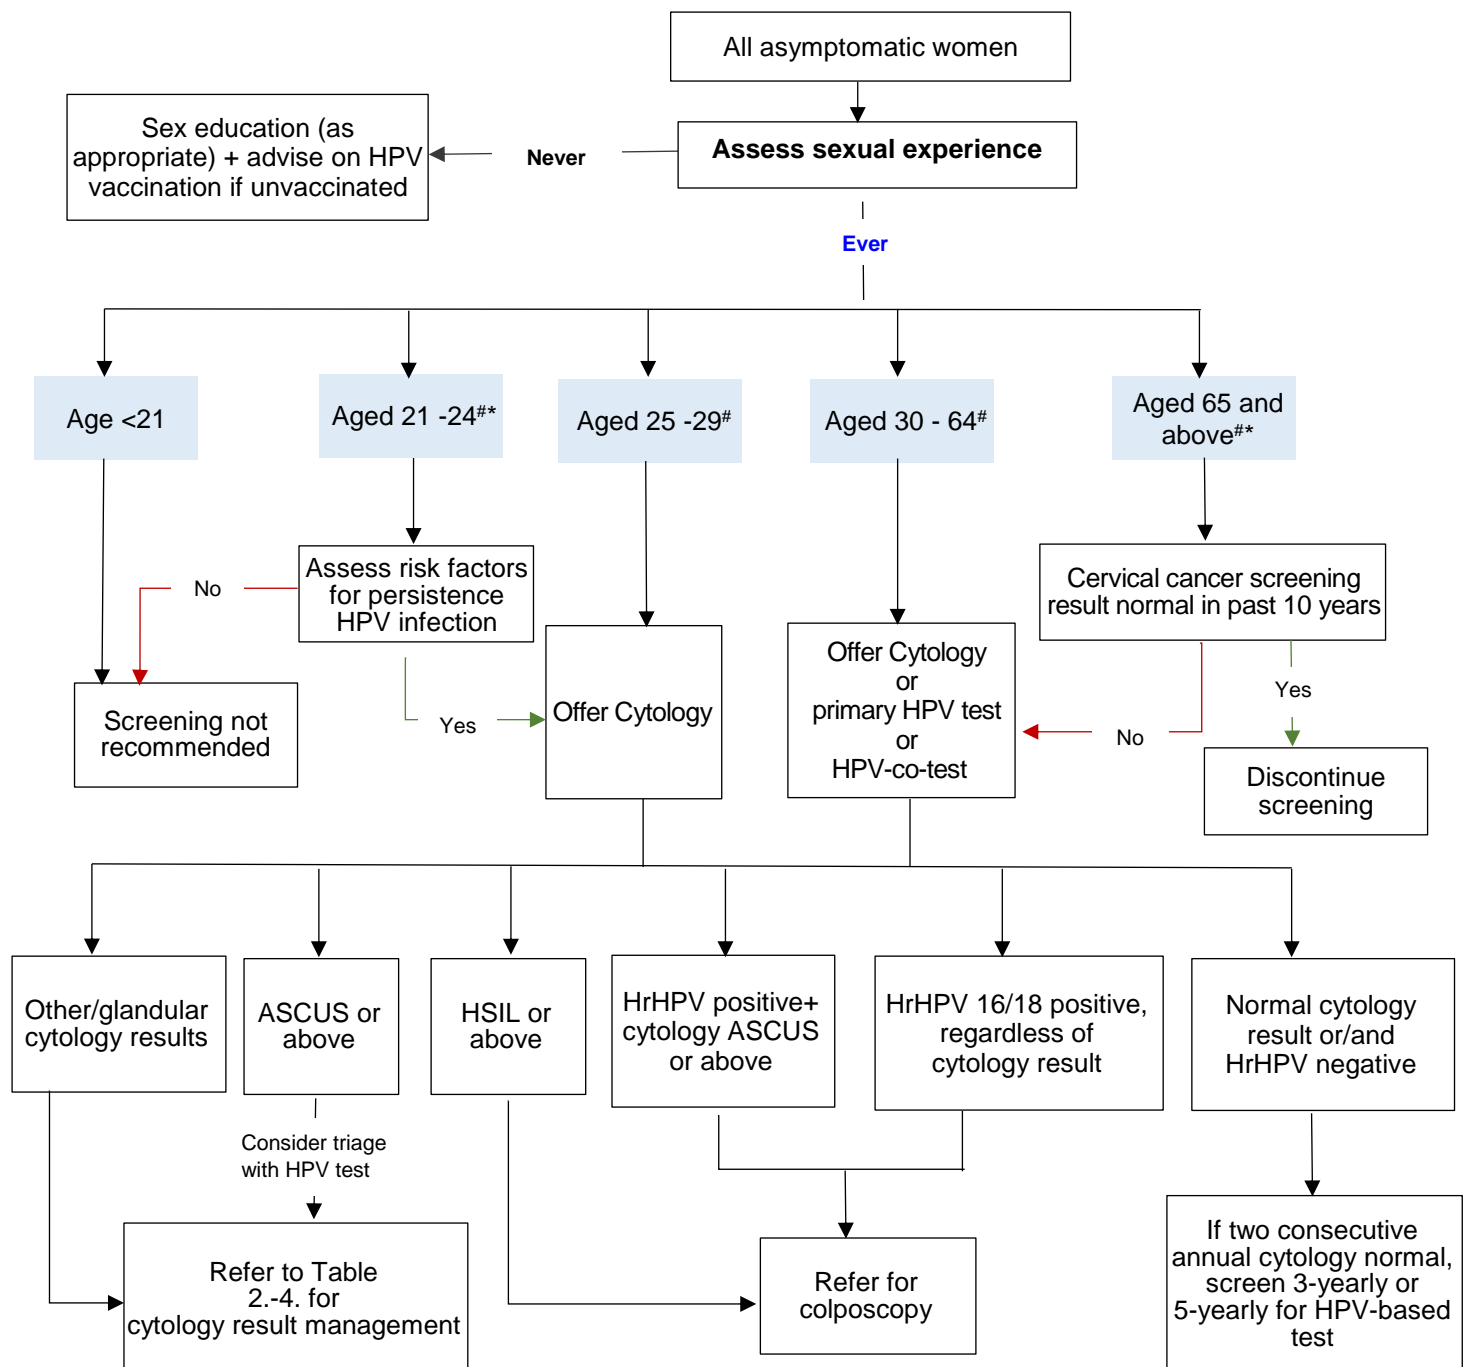 All asymptomatic women
Sex education (as
appropriate) + advise on HPV
vaccination if unvaccinated
Never
Assess sexual experience
Ever
Age <21
Aged 21 -24#*
Aged 25 -29#
Aged 30 - 64#
Aged 65 and
above#*
Assess risk factors
for persistence
HPV infection
No
Yes
Screening not
recommended
Offer Cytology
Offer Cytology
or
primary HPV test
or
HPV-co-test
Cervical cancer screening
result normal in past 10 years
No
Yes
Discontinue
screening
Other/glandular
cytology results
ASCUS or
above
HSIL or
above
HrHPV positive+
cytology ASCUS
or above
HrHPV 16/18 positive,
regardless of
cytology result
Normal cytology
result or/and
HrHPV negative
Consider triage
with HPV test
Refer to Table
2.-4. for
cytology result management
Refer for
colposcopy
If two consecutive
annual cytology normal,
screen 3-yearly or
5-yearly for HPV-based
test